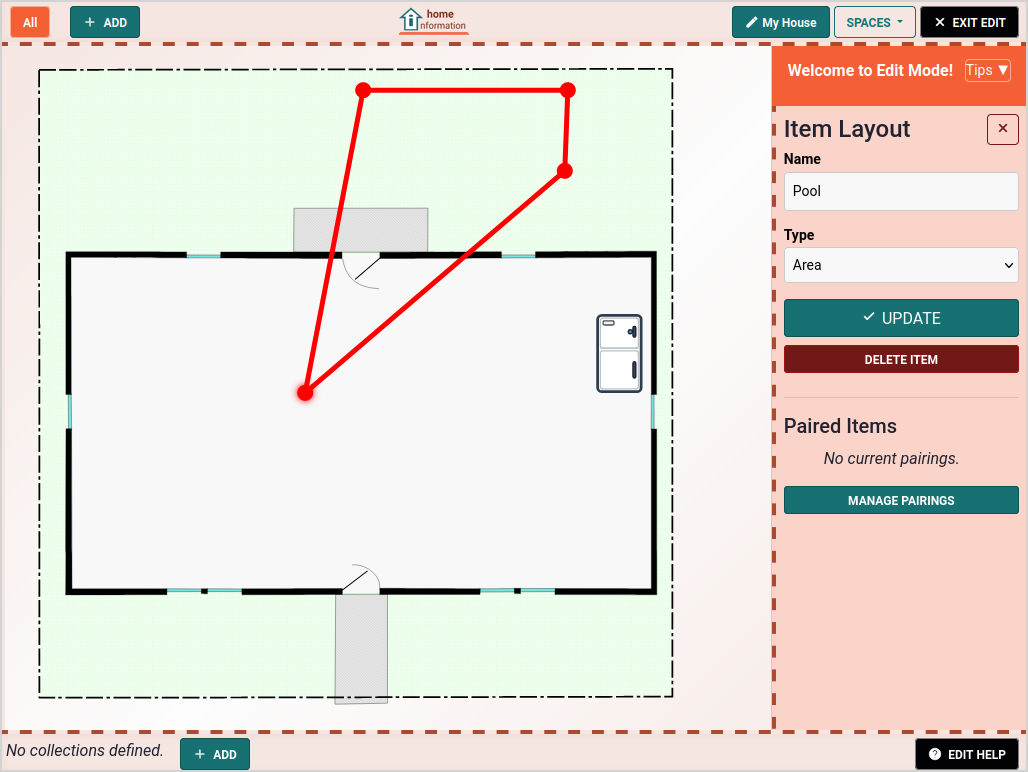 All
ADD
home
information
My House
SPACES
EXIT EDIT
Welcome to Edit Mode!
Tips ▼
Item Layout
Name
Pool
Type
Area
UPDATE
DELETE ITEM
Paired Items
No current pairings.
MANAGE PAIRINGS
No collections defined.
ADD
EDIT HELP